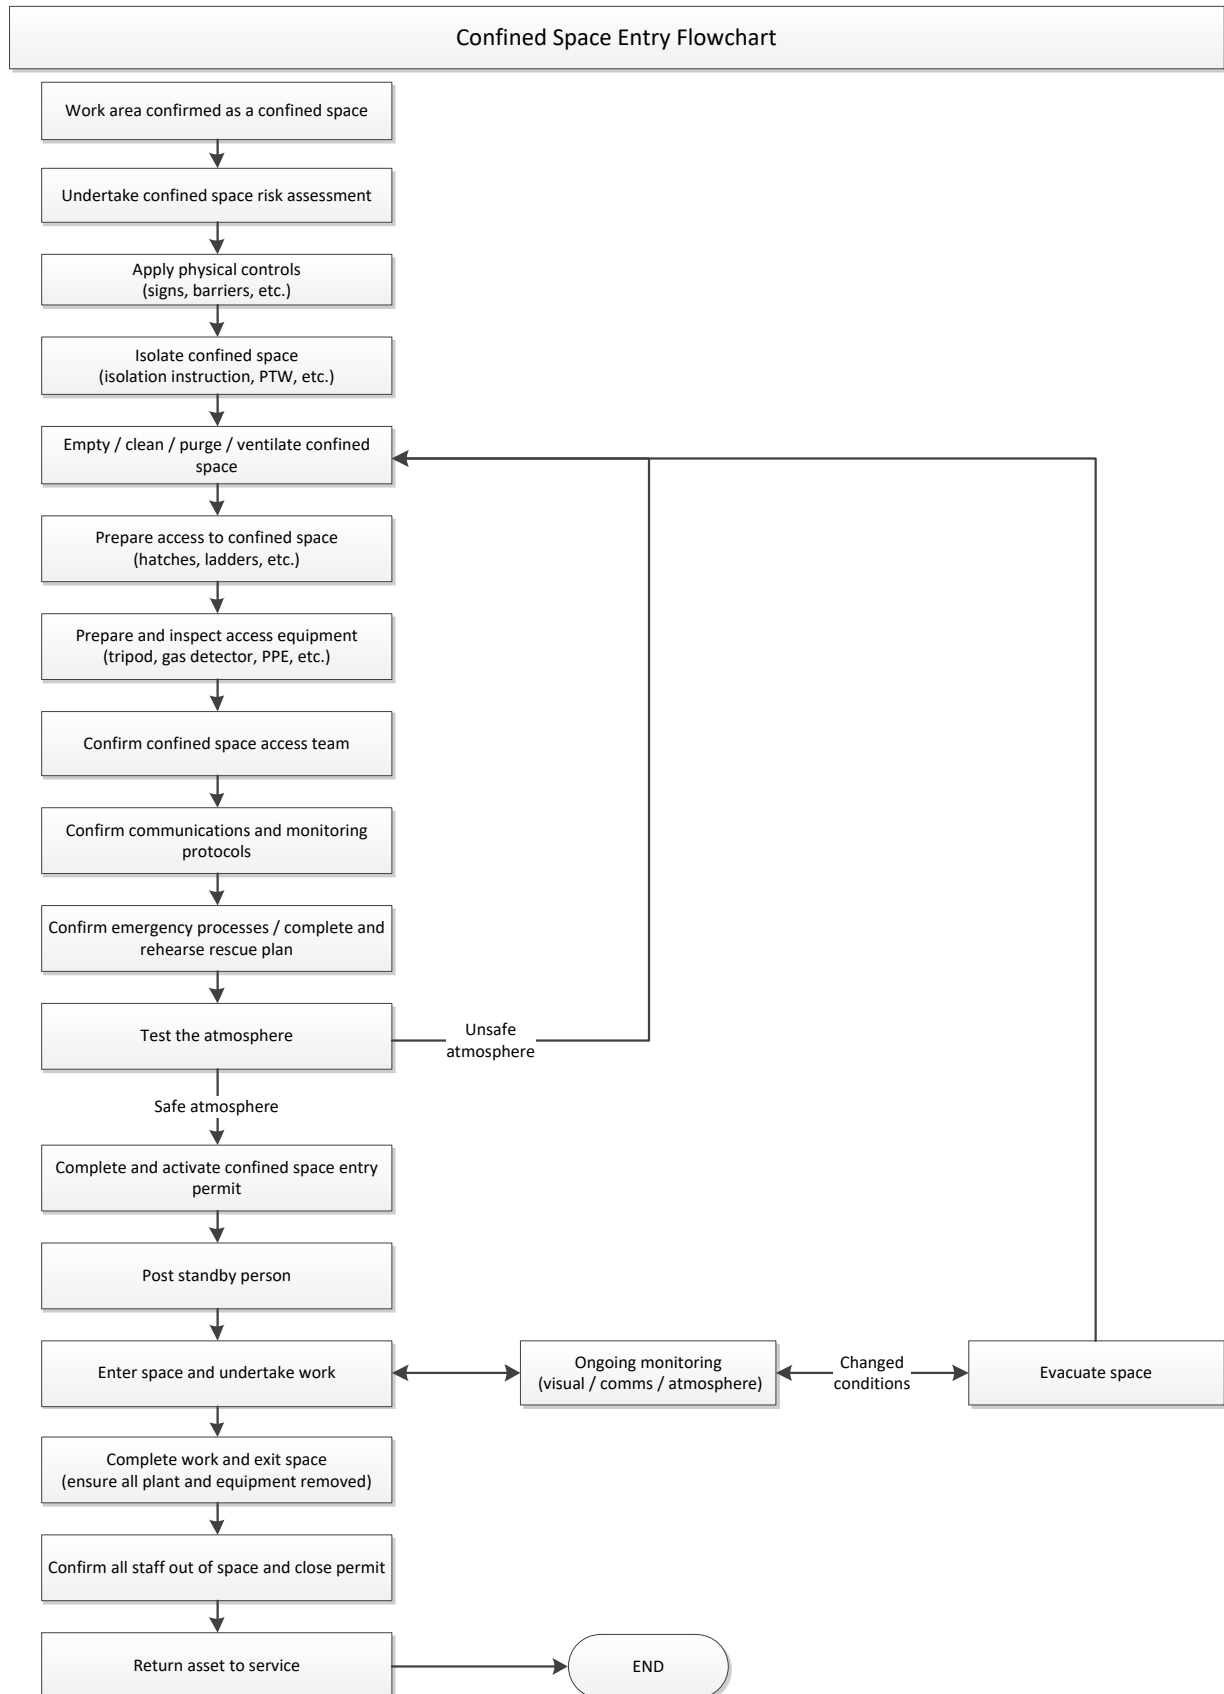 Confined Space Entry Flowchart
Work area confirmed as a confined space
Undertake confined space risk assessment
Apply physical controls
(signs, barriers, etc.)
Isolate confined space
(isolation instruction, PTW, etc.)
Empty / clean / purge / ventilate confined
space
Prepare access to confined space
(hatches, ladders, etc.)
Prepare and inspect access equipment
(tripod, gas detector, PPE, etc.)
Confirm confined space access team
Confirm communications and monitoring
protocols
Confirm emergency processes / complete and
rehearse rescue plan
Test the atmosphere
Unsafe
atmosphere
Safe atmosphere
Complete and activate confined space entry
permit
Post standby person
Enter space and undertake work
Ongoing monitoring
(visual / comms / atmosphere)
Changed
conditions
Evacuate space
Complete work and exit space
(ensure all plant and equipment removed)
Confirm all staff out of space and close permit
Return asset to service
END